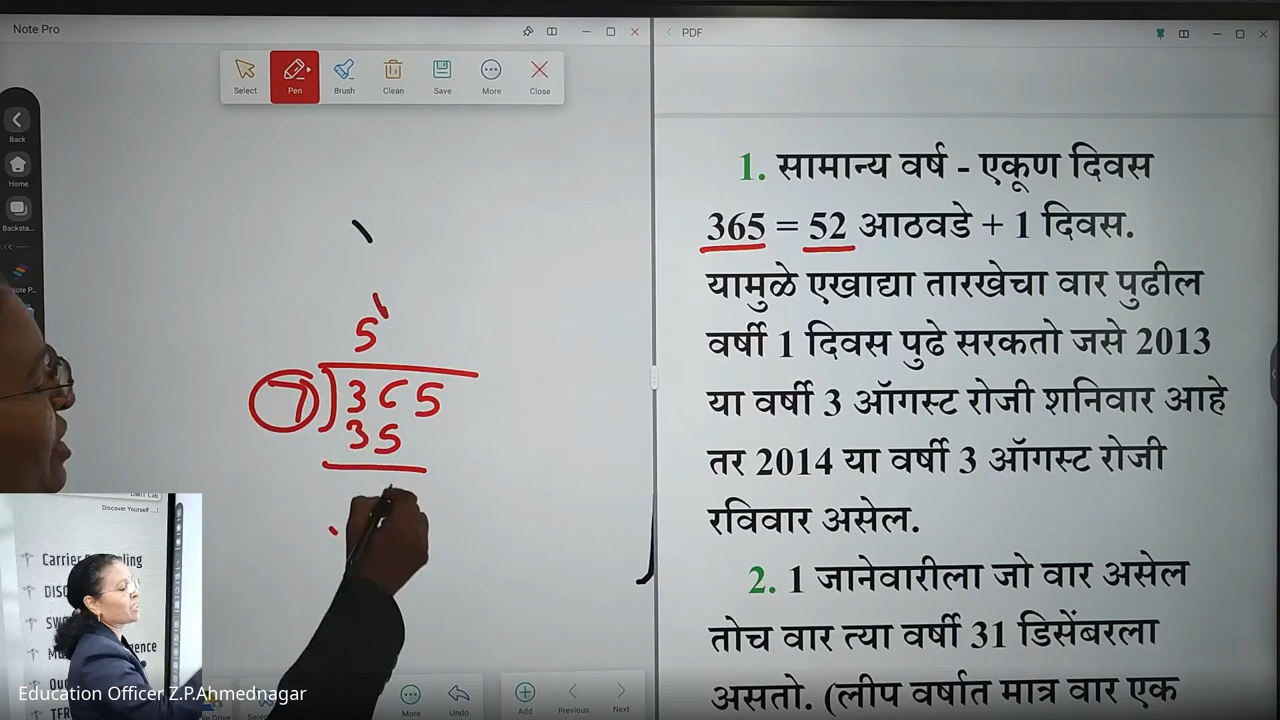 Note Pro
PDF
Select
Pen
Brush
Clean
Save
More
Close
Back
Home
Backsta...
5
7) 365
35
1. सामान्य वर्ष - एकूण दिवस
365 = 52 आठवडे + 1 दिवस.
यामुळे एखाद्या तारखेचा वार पुढील
वर्षी 1 दिवस पुढे सरकतो जसे 2013
या वर्षी 3 ऑगस्ट रोजी शनिवार आहे
तर 2014 या वर्षी 3 ऑगस्ट रोजी
रविवार असेल.
2. 1 जानेवारीला जो वार असेल
तोच वार त्या वर्षी 31 डिसेंबरला
असतो. (लीप वर्षात मात्र वार एक
Discover Yourself ...!
Education Officer Z.P.Ahmednagar
More
Undo
Add
Previous
Next